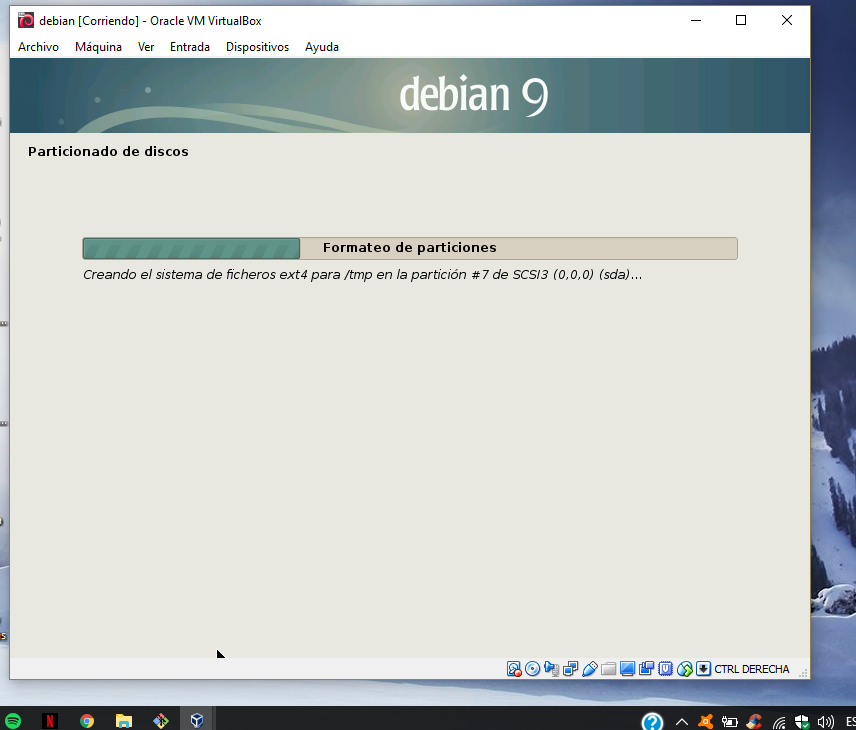 debian [Corriendo] - Oracle VM VirtualBox
Archivo Máquina Ver Entrada Dispositivos Ayuda
debian 9
Particionado de discos
Formateo de particiones
Creando el sistema de ficheros ext4 para /tmp en la partición #7 de SCSI3 (0,0,0) (sda)...
CTRL DERECHA
N
?
ES